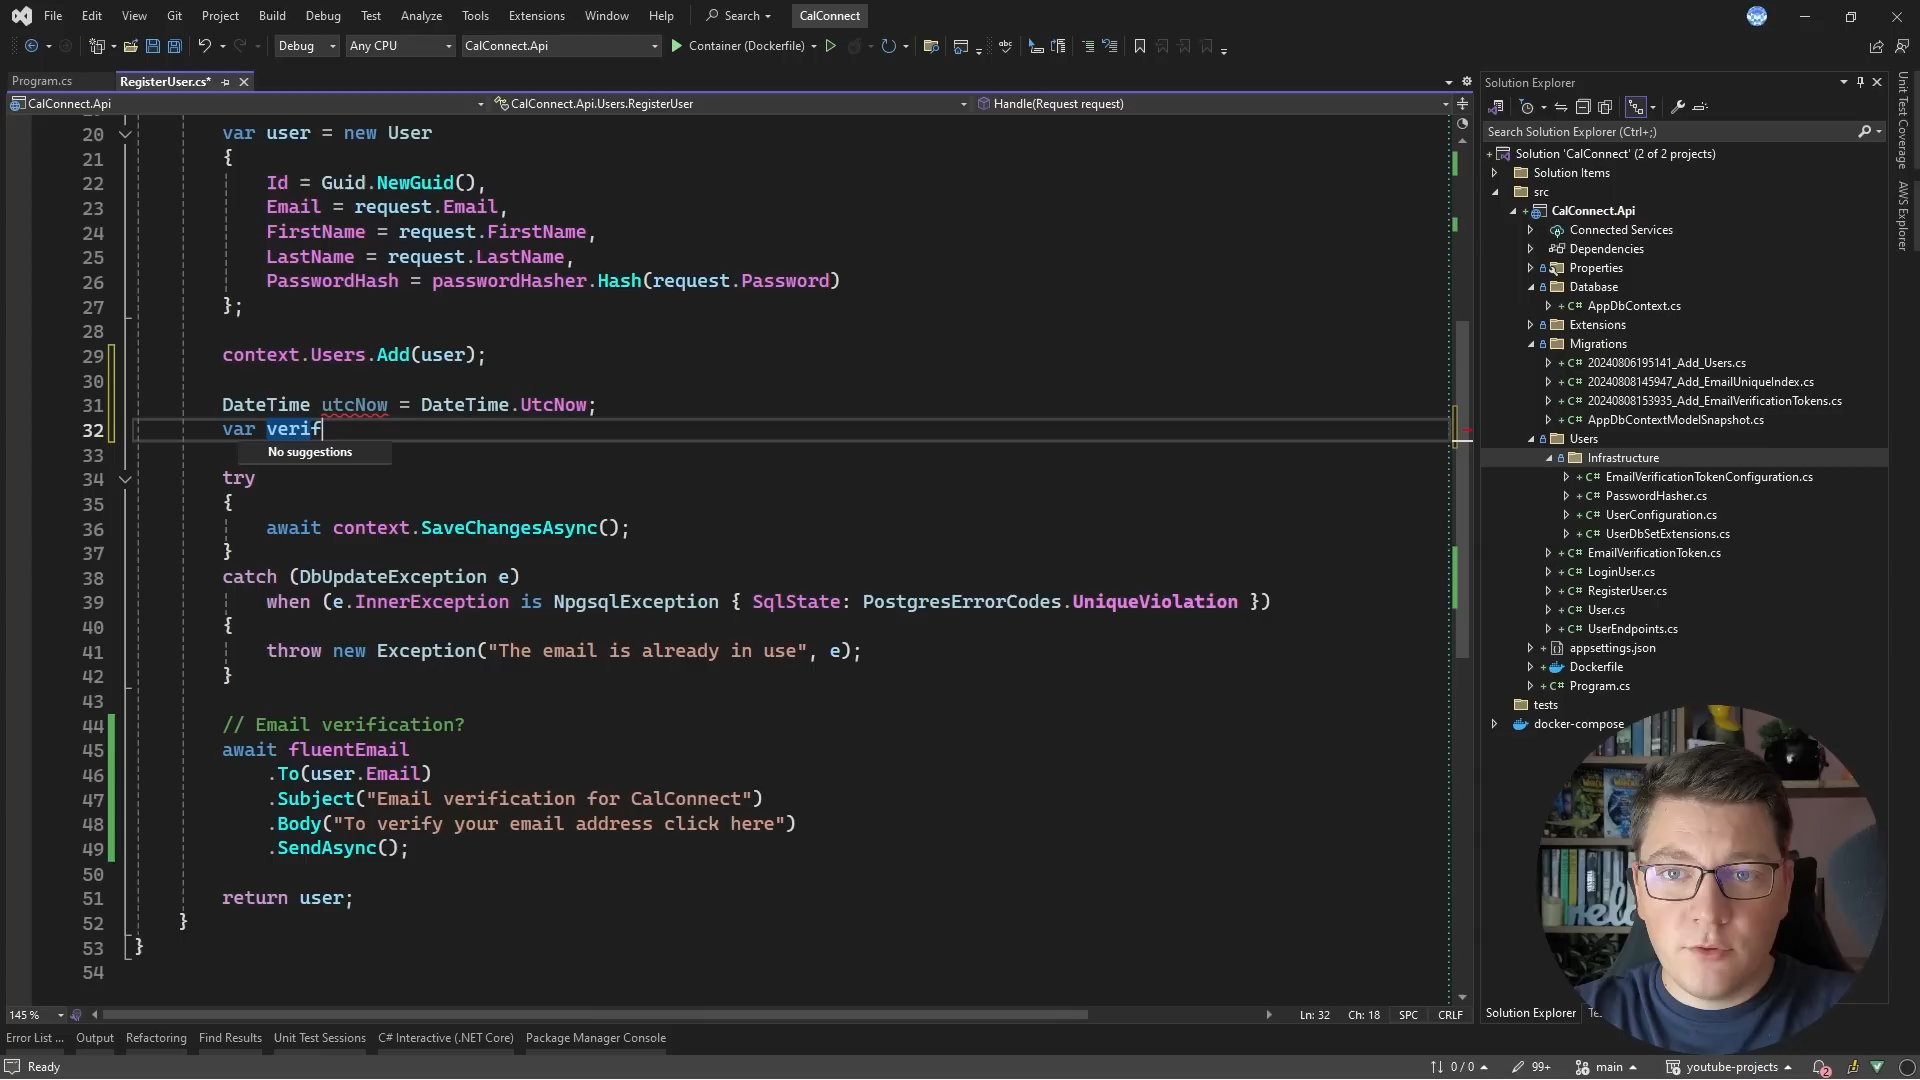 File Edit View Git Project Build Debug Test Analyze Tools Extensions Window Help Search CalConnect
Debug Any CPU CalConnect.Api Container (Dockerfile)
Program.cs RegisterUser.cs*
CalConnect.Api CalConnect.Api.Users.RegisterUser Handle(Request request)
20 var user = new User
21 {
22 Id = Guid.NewGuid(),
23 Email = request.Email,
24 FirstName = request.FirstName,
25 LastName = request.LastName,
26 PasswordHash = passwordHasher.Hash(request.Password)
27 };
28
29 context.Users.Add(user);
30
31 DateTime utcNow = DateTime.UtcNow;
32 var verif
33 No suggestions
34 try
35 {
36 await context.SaveChangesAsync();
37 }
38 catch (DbUpdateException e)
39 when (e.InnerException is NpgsqlException { SqlState: PostgresErrorCodes.UniqueViolation })
40 {
41 throw new Exception("The email is already in use", e);
42 }
43
44 // Email verification?
45 await fluentEmail
46 .To(user.Email)
47 .Subject("Email verification for CalConnect")
48 .Body("To verify your email address click here")
49 .SendAsync();
50
51 return user;
52 }
53 }
54
145 % Ln: 32 Ch: 18 SPC CRLF
Error List ... Output Refactoring Find Results Unit Test Sessions C# Interactive (.NET Core) Package Manager Console
Ready 0 / 0 99+ main youtube-projects 2
Solution Explorer
Search Solution Explorer (Ctrl+;)
Solution 'CalConnect' (2 of 2 projects)
Solution Items
src
CalConnect.Api
Connected Services
Dependencies
Properties
Database
C# AppDbContext.cs
Extensions
Migrations
C# 20240806195141_Add_Users.cs
C# 20240808145947_Add_EmailUniqueIndex.cs
C# 20240808153935_Add_EmailVerificationTokens.cs
C# AppDbContextModelSnapshot.cs
Users
Infrastructure
C# EmailVerificationTokenConfiguration.cs
C# PasswordHasher.cs
C# UserConfiguration.cs
C# UserDbSetExtensions.cs
C# EmailVerificationToken.cs
C# LoginUser.cs
C# RegisterUser.cs
C# User.cs
C# UserEndpoints.cs
appsettings.json
Dockerfile
C# Program.cs
tests
docker-compose
Solution Explorer
Unit Test Coverage
AWS Explorer